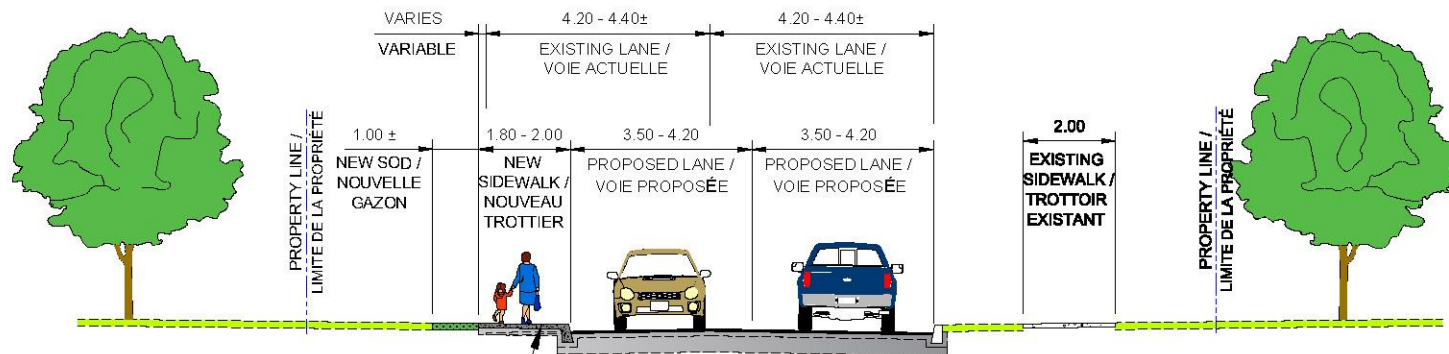 VARIES
VARIABLE
4.20 - 4.40±
EXISTING LANE /
VOIE ACTUELLE
4.20 - 4.40±
EXISTING LANE /
VOIE ACTUELLE
PROPERTY LINE /
LIMITE DE LA PROPRIÉTÉ
1.00 ±
NEW SOD /
NOUVELLE
GAZON
1.80 - 2.00
NEW
SIDEWALK /
NOUVEAU
TROTTIER
3.50 - 4.20
PROPOSED LANE /
VOIE PROPOSÉE
3.50 - 4.20
PROPOSED LANE /
VOIE PROPOSÉE
2.00
EXISTING
SIDEWALK /
TROTTOIR
EXISTANT
PROPERTY LINE /
LIMITE DE LA PROPRIÉTÉ